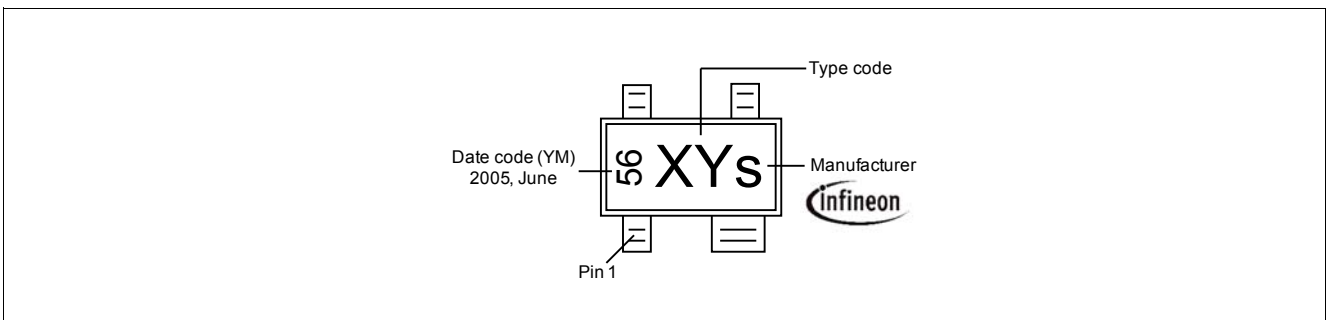 Type code
Date code (YM)
2005, June
56
XYs
Manufacturer
infineon
Pin 1